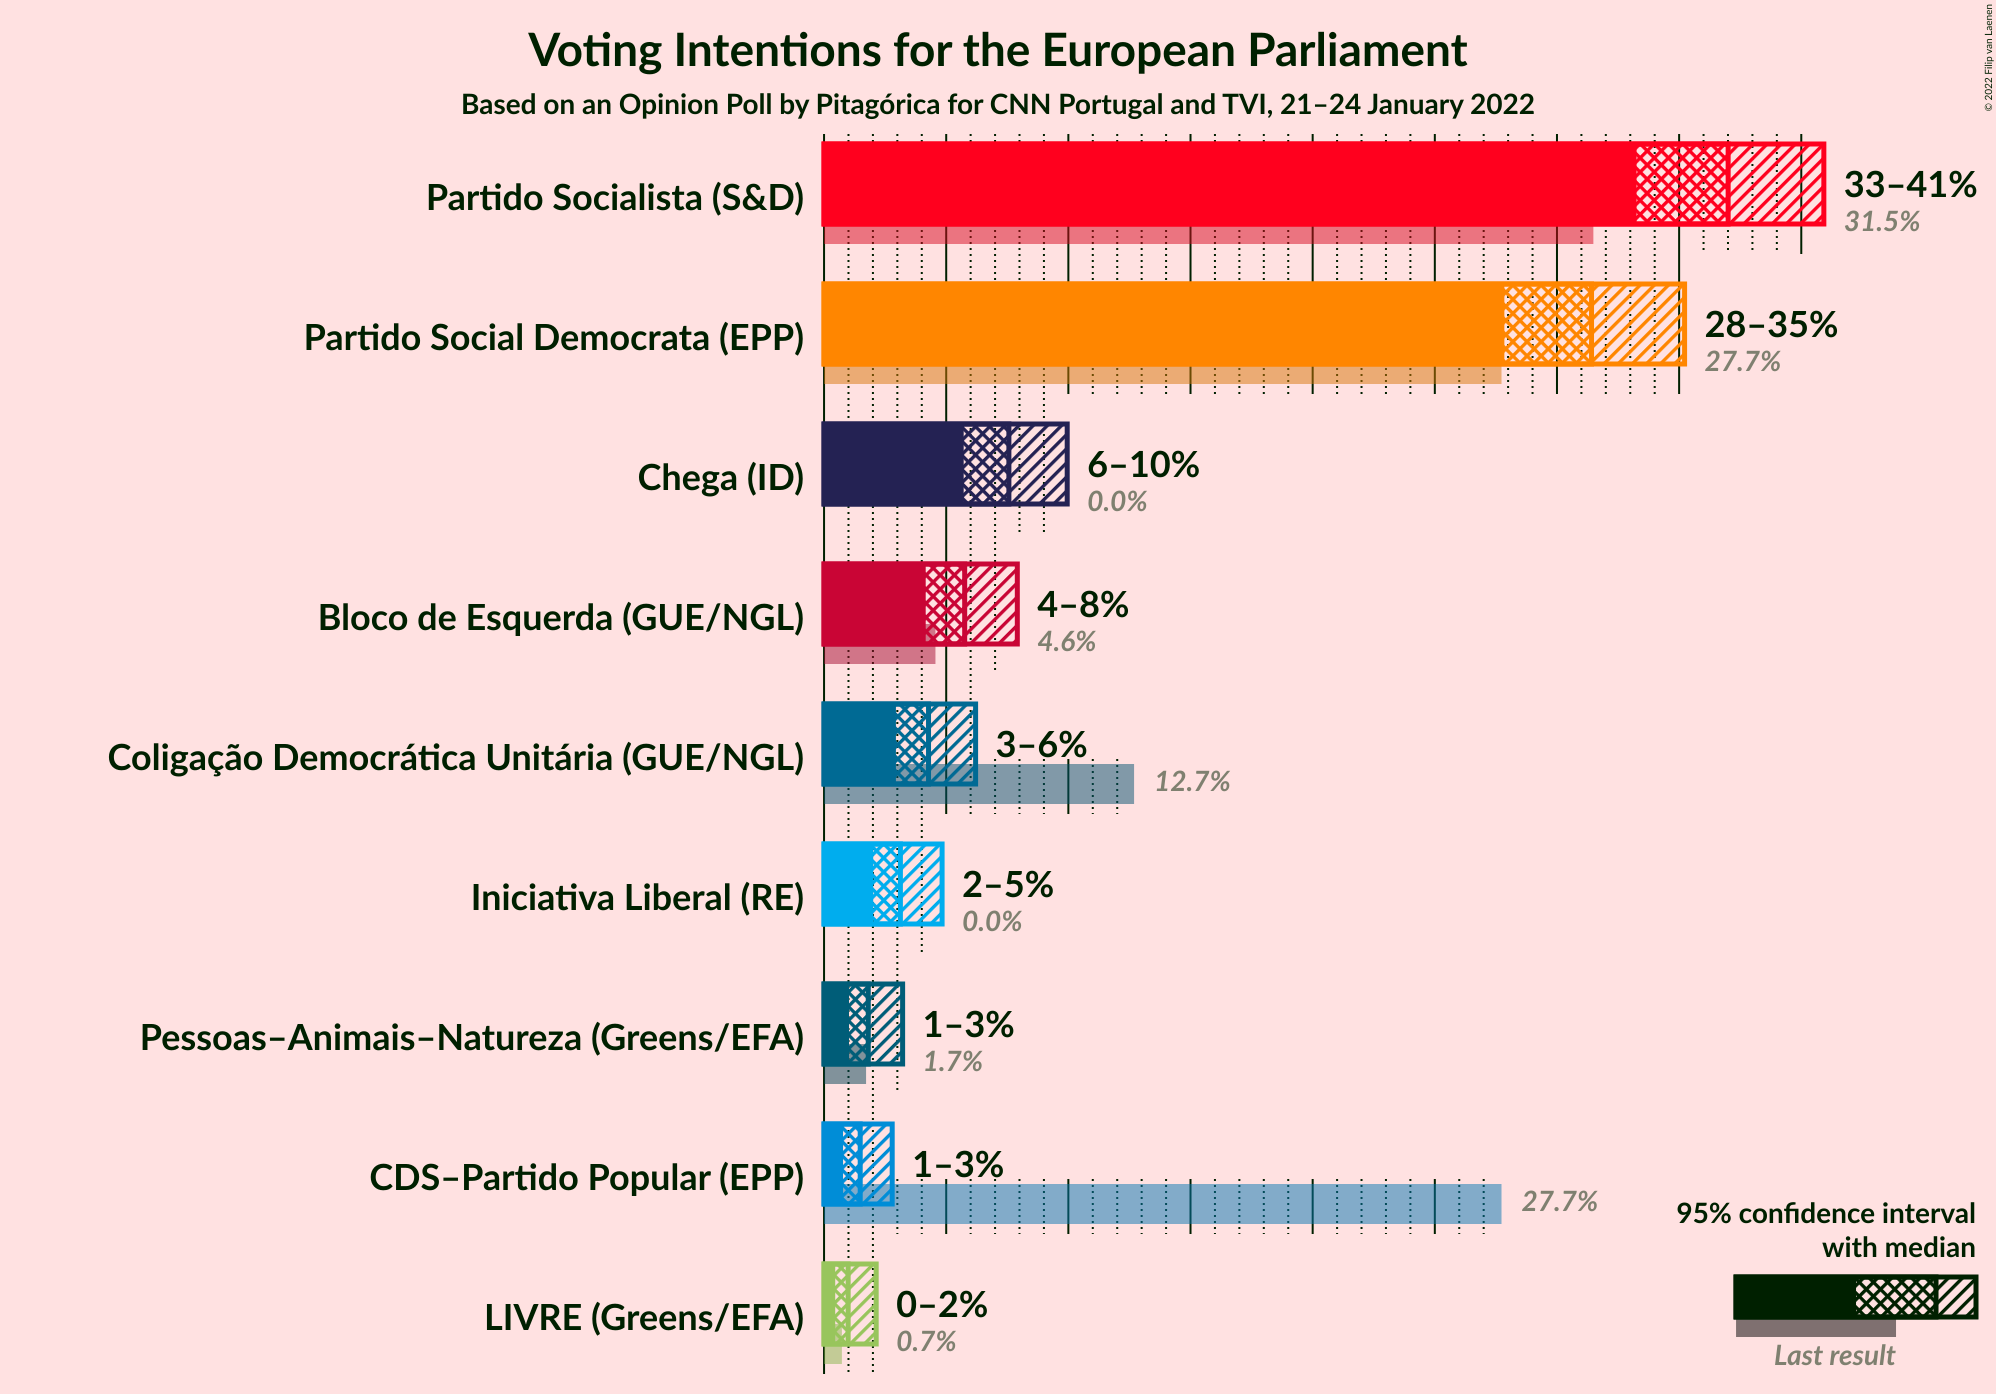 © 2022 Filip van Laenen
Voting Intentions for the European Parliament
Based on an Opinion Poll by Pitagórica for CNN Portugal and TVI, 21–24 January 2022
Partido Socialista (S&D)
33–41%
31.5%
Partido Social Democrata (EPP)
28–35%
27.7%
Chega (ID)
6–10%
0.0%
Bloco de Esquerda (GUE/NGL)
4–8%
4.6%
Coligação Democrática Unitária (GUE/NGL)
3–6%
12.7%
Iniciativa Liberal (RE)
2–5%
0.0%
Pessoas–Animais–Natureza (Greens/EFA)
1–3%
1.7%
CDS–Partido Popular (EPP)
1–3%
27.7%
LIVRE (Greens/EFA)
0–2%
0.7%
95% confidence interval
with median
Last result